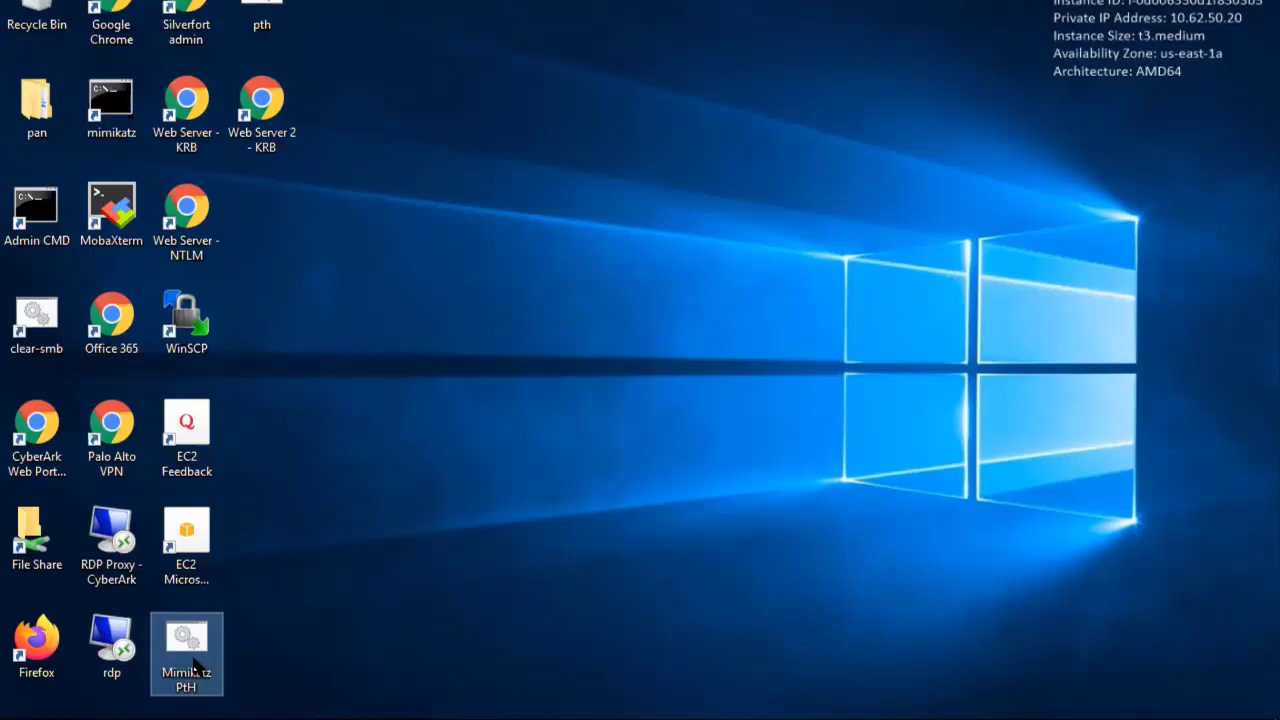 Recycle Bin
Google
Chrome
Silverfort
admin
pth
Private IP Address: 10.62.50.20
Instance Size: t3.medium
Availability Zone: us-east-1a
Architecture: AMD64
pan
mimikatz
Web Server -
KRB
Web Server 2
- KRB
Admin CMD
MobaXterm
Web Server -
NTLM
clear-smb
Office 365
WinSCP
CyberArk
Web Port...
Palo Alto
VPN
EC2
Feedback
File Share
RDP Proxy -
CyberArk
EC2
Micros...
Firefox
rdp
PtH